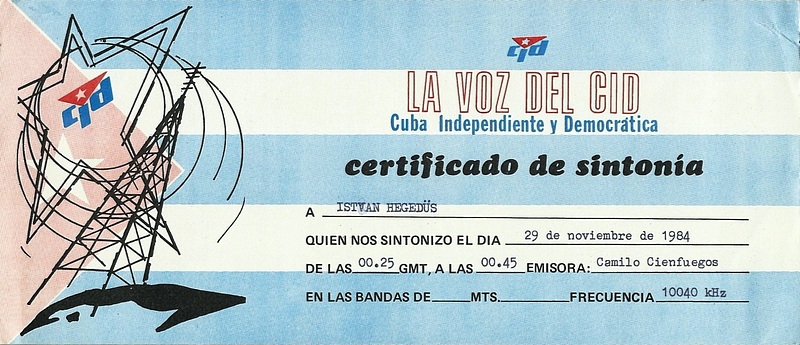 cid
cid
LA VOZ DEL CID
Cuba Independiente y Democrática
certificado de sintonía
A ISTVAN HEGEDÜS
QUIEN NOS SINTONIZO EL DIA 29 de noviembre de 1984
DE LAS 00.25 GMT, A LAS 00.45 EMISORA: Camilo Cienfuegos
EN LAS BANDAS DE MTS. FRECUENCIA 10040 kHz